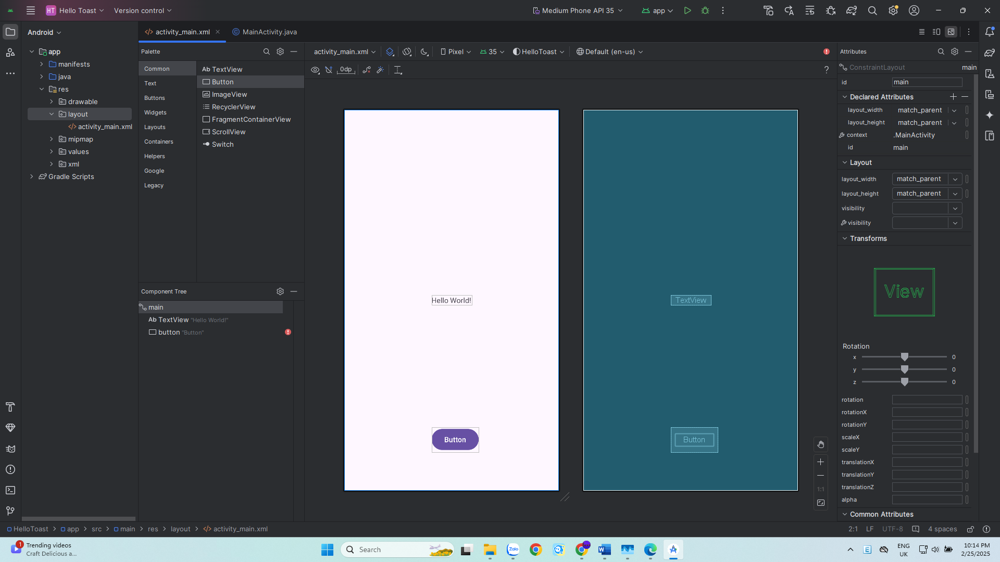 HT Hello Toast Version control Medium Phone API 35 app
Android
app
manifests
java
res
drawable
layout
activity_main.xml
mipmap
values
xml
Gradle Scripts
activity_main.xml MainActivity.java
Palette
Common
Text
Buttons
Widgets
Layouts
Containers
Helpers
Google
Legacy
Ab TextView
Button
ImageView
RecyclerView
FragmentContainerView
ScrollView
Switch
Component Tree
main
Ab TextView "Hello World!"
button "Button"
activity_main.xml Pixel 35 HelloToast Default (en-us)
0dp
?
Hello World!
Button
TextView
Button
1:1
Attributes
ConstraintLayout main
id main
Declared Attributes
layout_width match_parent
layout_height match_parent
context .MainActivity
id main
Layout
layout_width match_parent
layout_height match_parent
visibility
visibility
Transforms
View
Rotation
x 0
y 0
z 0
rotation
rotationX
rotationY
scaleX
scaleY
translationX
translationY
translationZ
alpha
Common Attributes
HelloToast app src main res layout activity_main.xml
2:1 LF UTF-8 4 spaces
1 Trending videos
Craft Delicious a...
Search
Zalo
W
E
ENG
UK
10:14 PM
2/25/2025